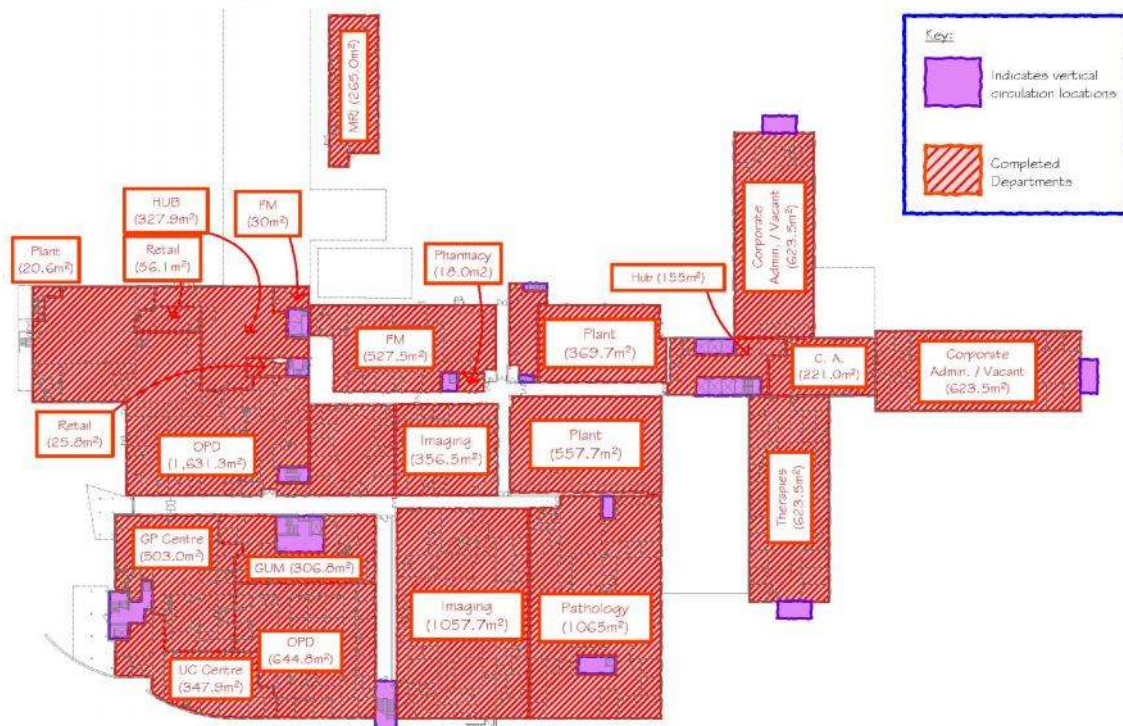 MRI (265.0m²)
Key:
Indicates vertical
circulation locations
Completed
Departments
HUB
(327.9m²)
FM
(30m²)
Plant
(20.6m²)
Retail
(56.1m²)
Pharmacy
(18.0m2)
Hub (155m²)
Corporate
Admin. / Vacant
(623.5m²)
FM
(527.5m²)
Plant
(369.7m²)
C. A.
(221.0m²)
Corporate
Admin. / Vacant
(623.5m²)
Retail
(25.8m²)
OPD
(1,631.3m²)
Imaging
(356.5m²)
Plant
(557.7m²)
Therapies
(623.5m²)
GP Centre
(503.0m²)
GUM (306.8m²)
Imaging
(1057.7m²)
Pathology
(1065m²)
OPD
(644.8m²)
UC Centre
(347.9m²)